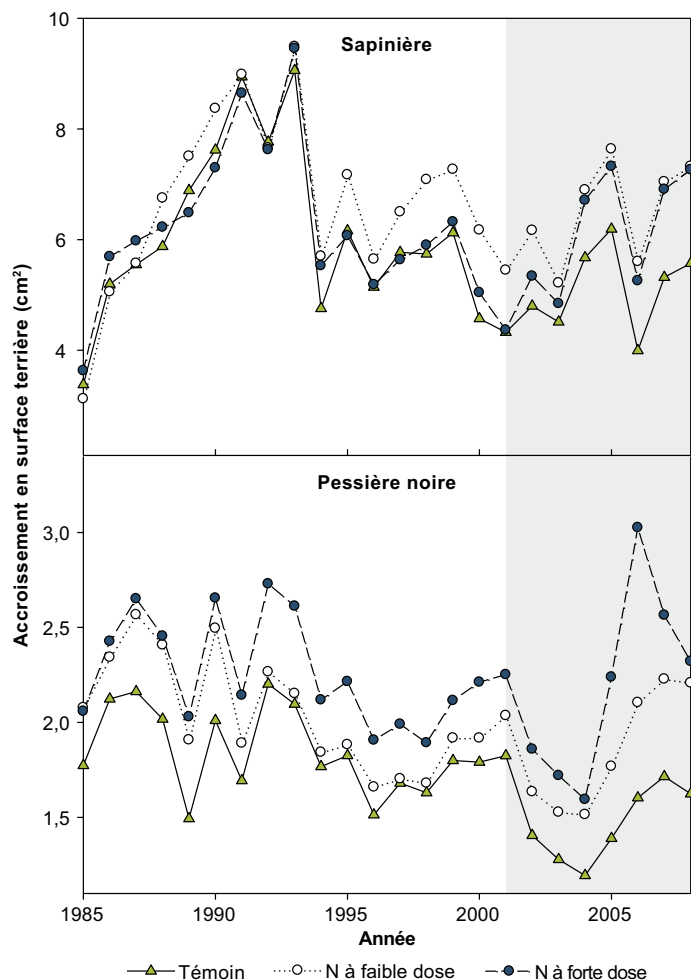 Accroissement en surface terrière (cm²)
10
Sapinière
8
6
4
Pessière noire
3,0
2,5
2,0
1,5
1985 1990 1995 2000 2005
Année
Témoin N à faible dose N à forte dose